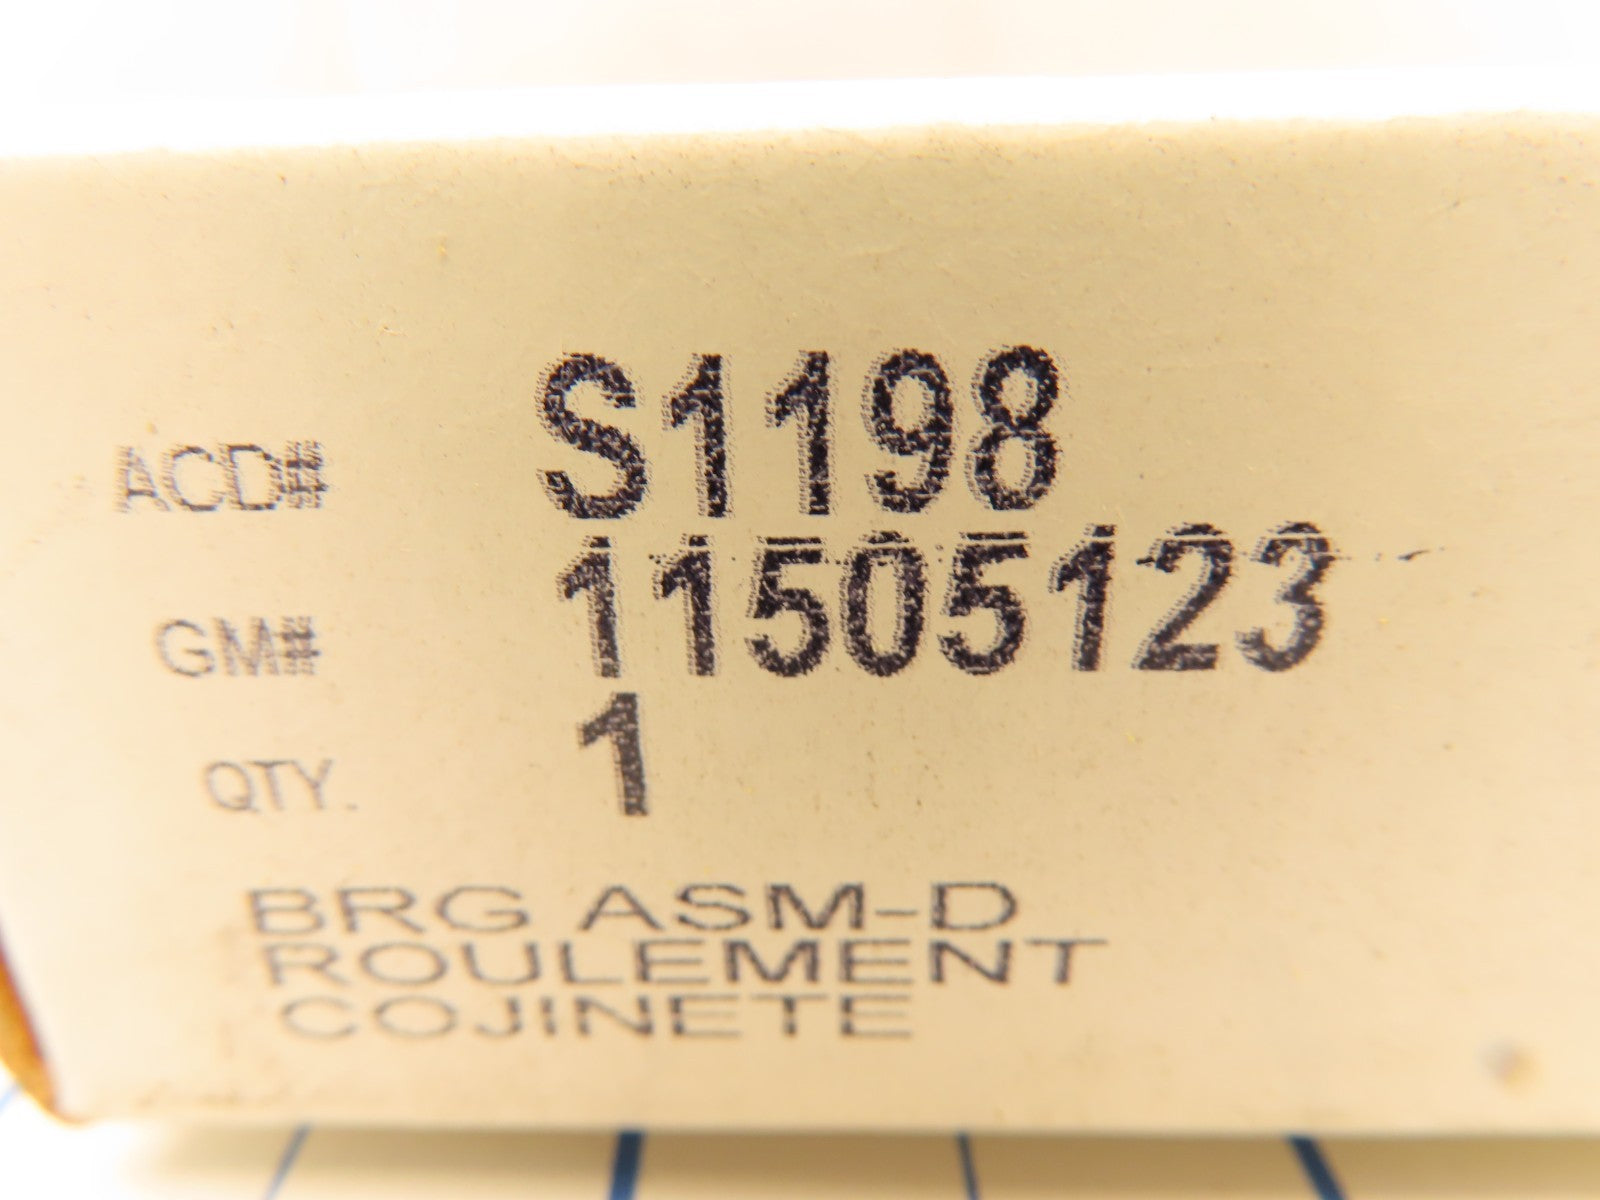 ACD# S1198
GM# 11505123
QTY. 1
BRG ASM-D
ROULEMENT
COJINETE